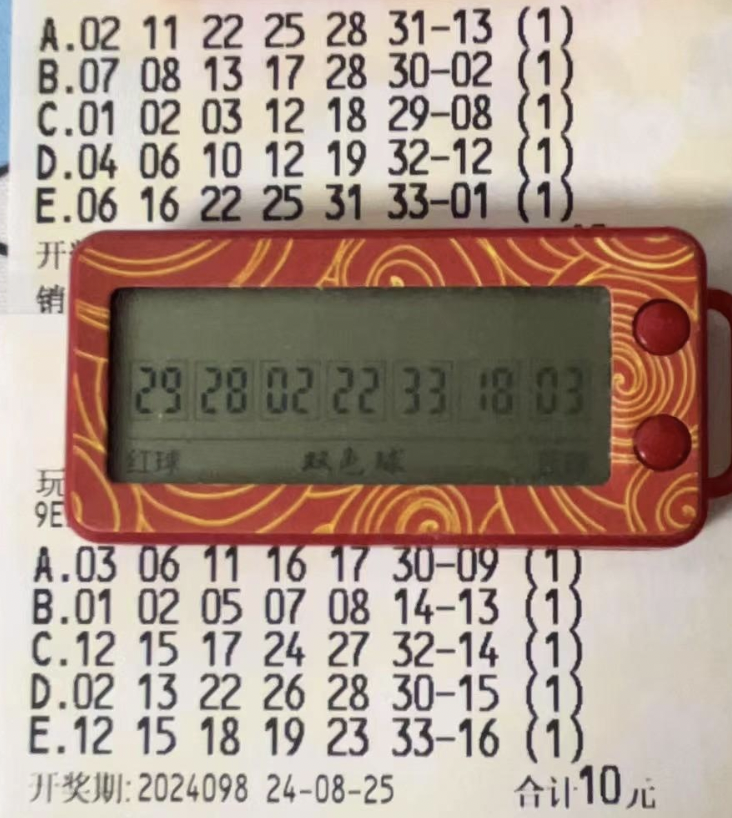 A.02 11 22 25 28 31-13 (1)
B.07 08 13 17 28 30-02 (1)
C.01 02 03 12 18 29-08 (1)
D.04 06 10 12 19 32-12 (1)
E.06 16 22 25 31 33-01 (1)
开
销
29 28 02 22 33 18 03
红球 双色球
玩
9E
A.03 06 11 16 17 30-09 (1)
B.01 02 05 07 08 14-13 (1)
C.12 15 17 24 27 32-14 (1)
D.02 13 22 26 28 30-15 (1)
E.12 15 18 19 23 33-16 (1)
开奖期:2024098 24-08-25 合计10元